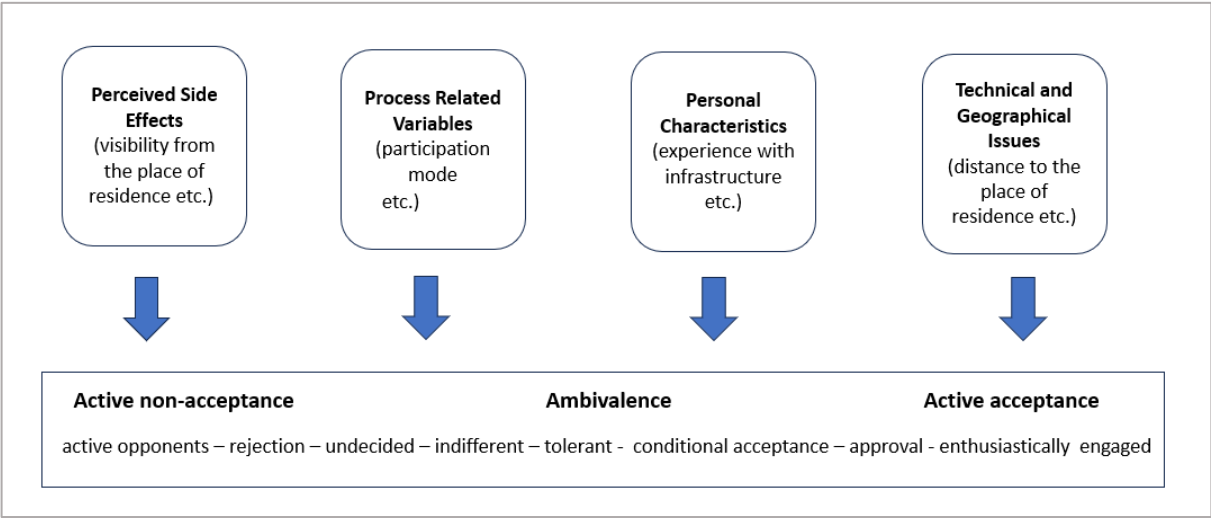 Perceived Side
Effects
(visibility from
the place of
residence etc.)
Process Related
Variables
(participation
mode
etc.)
Personal
Characteristics
(experience with
infrastructure
etc.)
Technical and
Geographical
Issues
(distance to the
place of
residence etc.)
Active non-acceptance Ambivalence Active acceptance
active opponents – rejection – undecided – indifferent – tolerant - conditional acceptance – approval - enthusiastically engaged